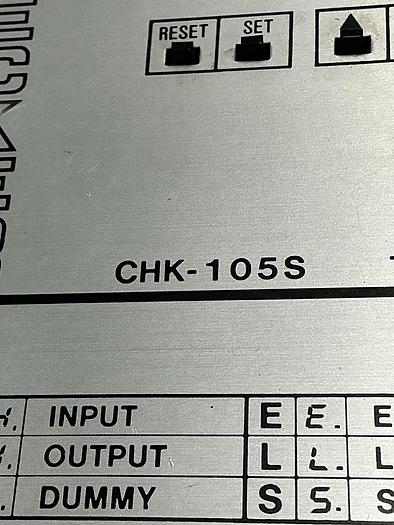 RESET SET
CHK-105S
INPUT E E. E
OUTPUT L L. L
DUMMY S S. S